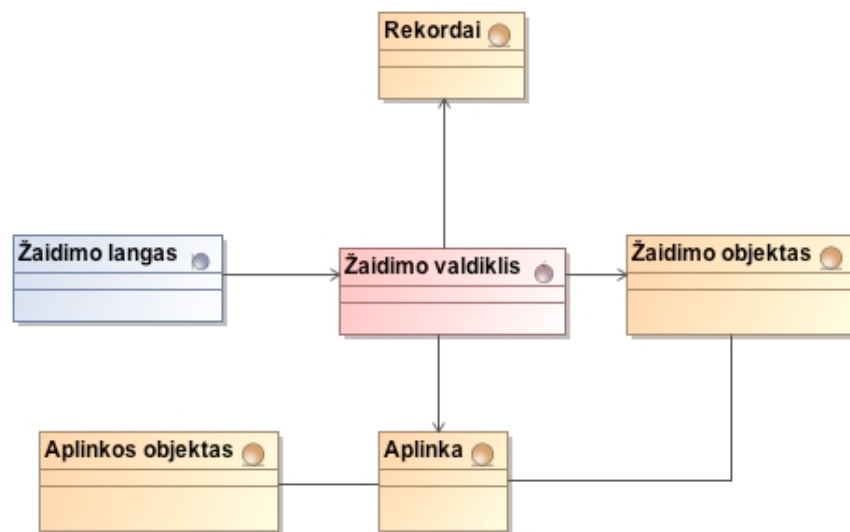 Rekordai
Žaidimo langas
Žaidimo valdiklis
Žaidimo objektas
Aplinkos objektas
Aplinka